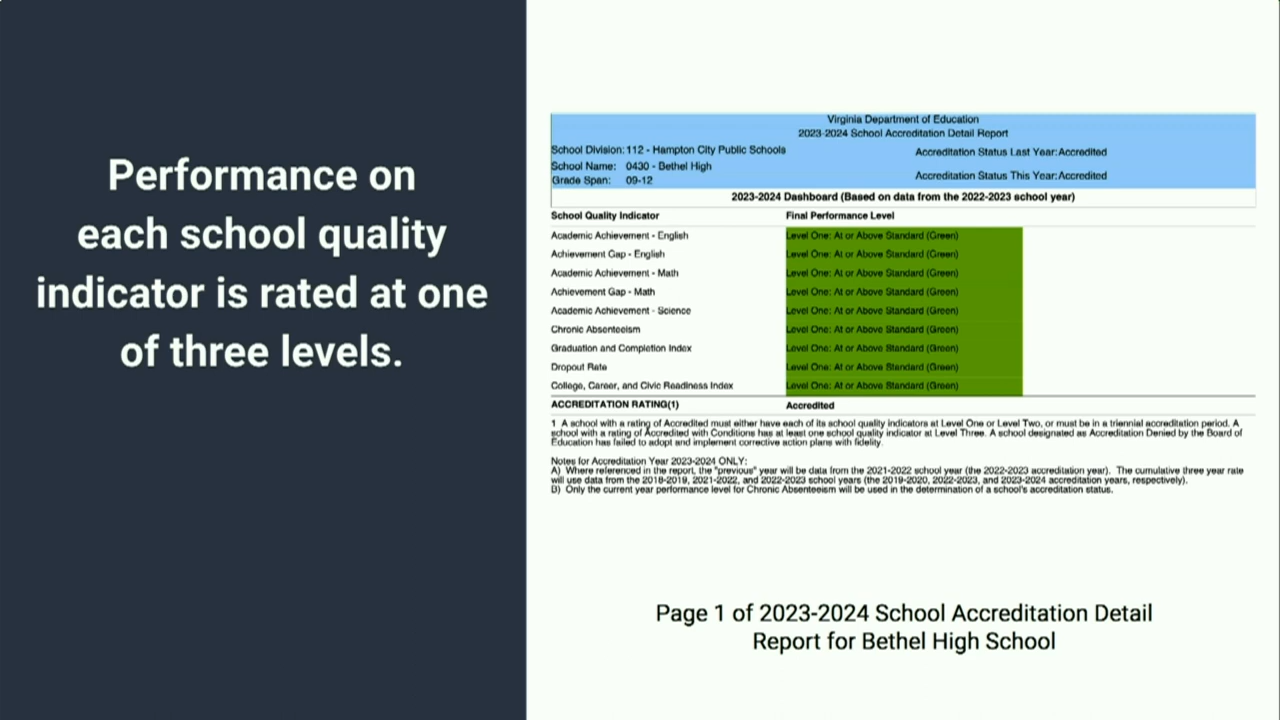 Performance on
each school quality
indicator is rated at one
of three levels.
Virginia Department of Education
2023-2024 School Accreditation Detail Report
School Division: 112 - Hampton City Public Schools
Accreditation Status Last Year: Accredited
School Name: 0430 - Bethel High
Accreditation Status This Year: Accredited
Grade Span: 09-12
2023-2024 Dashboard (Based on data from the 2022-2023 school year)
School Quality Indicator Final Performance Level
Academic Achievement - English Level One: At or Above Standard (Green)
Achievement Gap - English Level One: At or Above Standard (Green)
Academic Achievement - Math Level One: At or Above Standard (Green)
Achievement Gap - Math Level One: At or Above Standard (Green)
Academic Achievement - Science Level One: At or Above Standard (Green)
Chronic Absenteeism Level One: At or Above Standard (Green)
Graduation and Completion Index Level One: At or Above Standard (Green)
Dropout Rate Level One: At or Above Standard (Green)
College, Career, and Civic Readiness Index Level One: At or Above Standard (Green)
ACCREDITATION RATING(1) Accredited
1 A school with a rating of Accredited must either have each of its school quality indicators at Level One or Level Two, or must be in a triennial accreditation period. A
school with a rating of Accredited with Conditions has at least one school quality indicator at Level Three. A school designated as Accreditation Denied by the Board of
Education has failed to adopt and implement corrective action plans with fidelity.
Notes for Accreditation Year 2023-2024 ONLY:
A) Where referenced in the report, the "previous" year will be data from the 2021-2022 school year (the 2022-2023 accreditation year). The cumulative three year rate
will use data from the 2018-2019, 2021-2022, and 2022-2023 school years (the 2019-2020, 2022-2023, and 2023-2024 accreditation years, respectively).
B) Only the current year performance level for Chronic Absenteeism will be used in the determination of a school's accreditation status.
Page 1 of 2023-2024 School Accreditation Detail
Report for Bethel High School